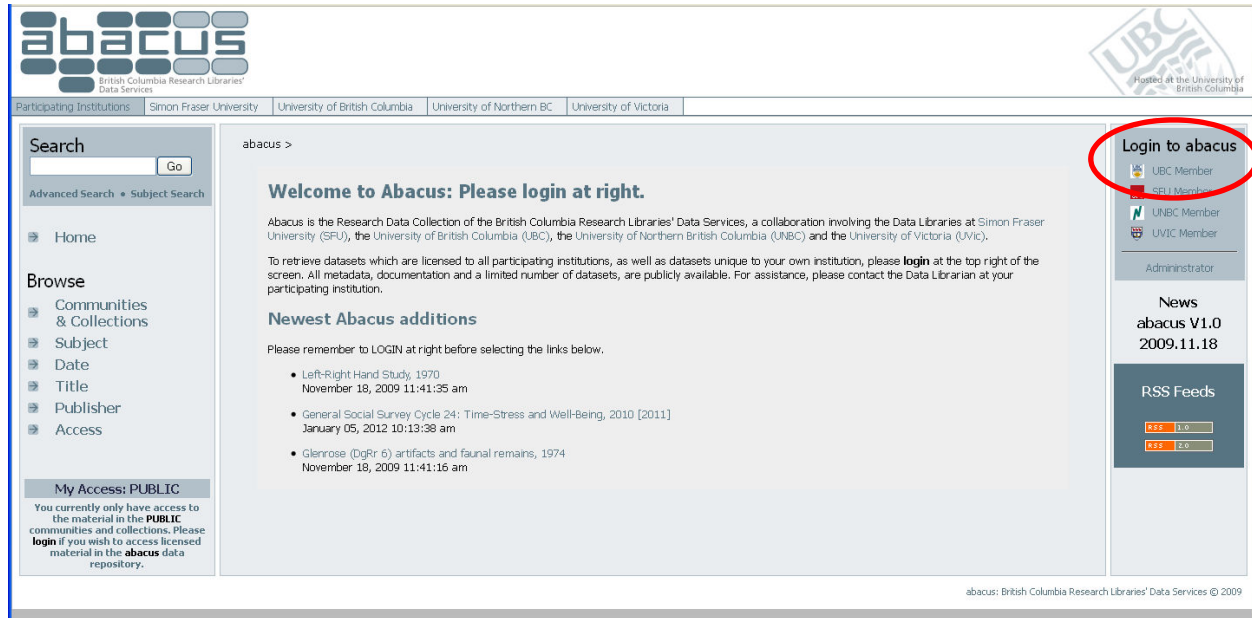 abacus
British Columbia Research Libraries'
Data Services
UBC
Hosted at the University of
British Columbia
Participating Institutions
Simon Fraser University
University of British Columbia
University of Northern BC
University of Victoria
Search
Go
Advanced Search • Subject Search
Home
Browse
Communities
& Collections
Subject
Date
Title
Publisher
Access
My Access: PUBLIC
You currently only have access to
the material in the PUBLIC
communities and collections. Please
login if you wish to access licensed
material in the abacus data
repository.
abacus >
Welcome to Abacus: Please login at right.
Abacus is the Research Data Collection of the British Columbia Research Libraries' Data Services, a collaboration involving the Data Libraries at Simon Fraser
University (SFU), the University of British Columbia (UBC), the University of Northern British Columbia (UNBC) and the University of Victoria (UVic).
To retrieve datasets which are licensed to all participating institutions, as well as datasets unique to your own institution, please login at the top right of the
screen. All metadata, documentation and a limited number of datasets, are publicly available. For assistance, please contact the Data Librarian at your
participating institution.
Newest Abacus additions
Please remember to LOGIN at right before selecting the links below.
• Left-Right Hand Study, 1970
November 18, 2009 11:41:35 am
• General Social Survey Cycle 24: Time-Stress and Well-Being, 2010 [2011]
January 05, 2012 10:13:38 am
• Glenrose (DgRr 6) artifacts and faunal remains, 1974
November 18, 2009 11:41:16 am
Login to abacus
UBC Member
SFU Member
UNBC Member
UVIC Member
Admininstrator
News
abacus V1.0
2009.11.18
RSS Feeds
RSS 1.0
RSS 2.0
abacus: British Columbia Research Libraries' Data Services © 2009